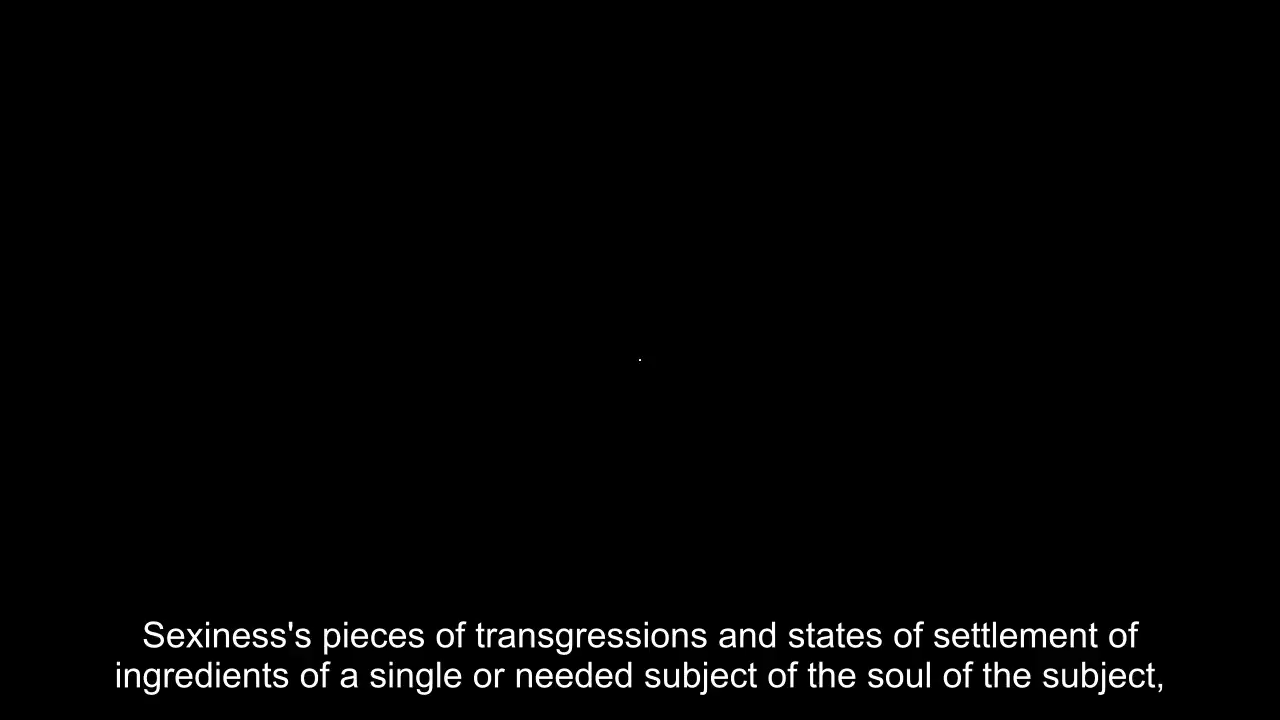 Sexiness's pieces of transgressions and states of settlement of
ingredients of a single or needed subject of the soul of the subject,